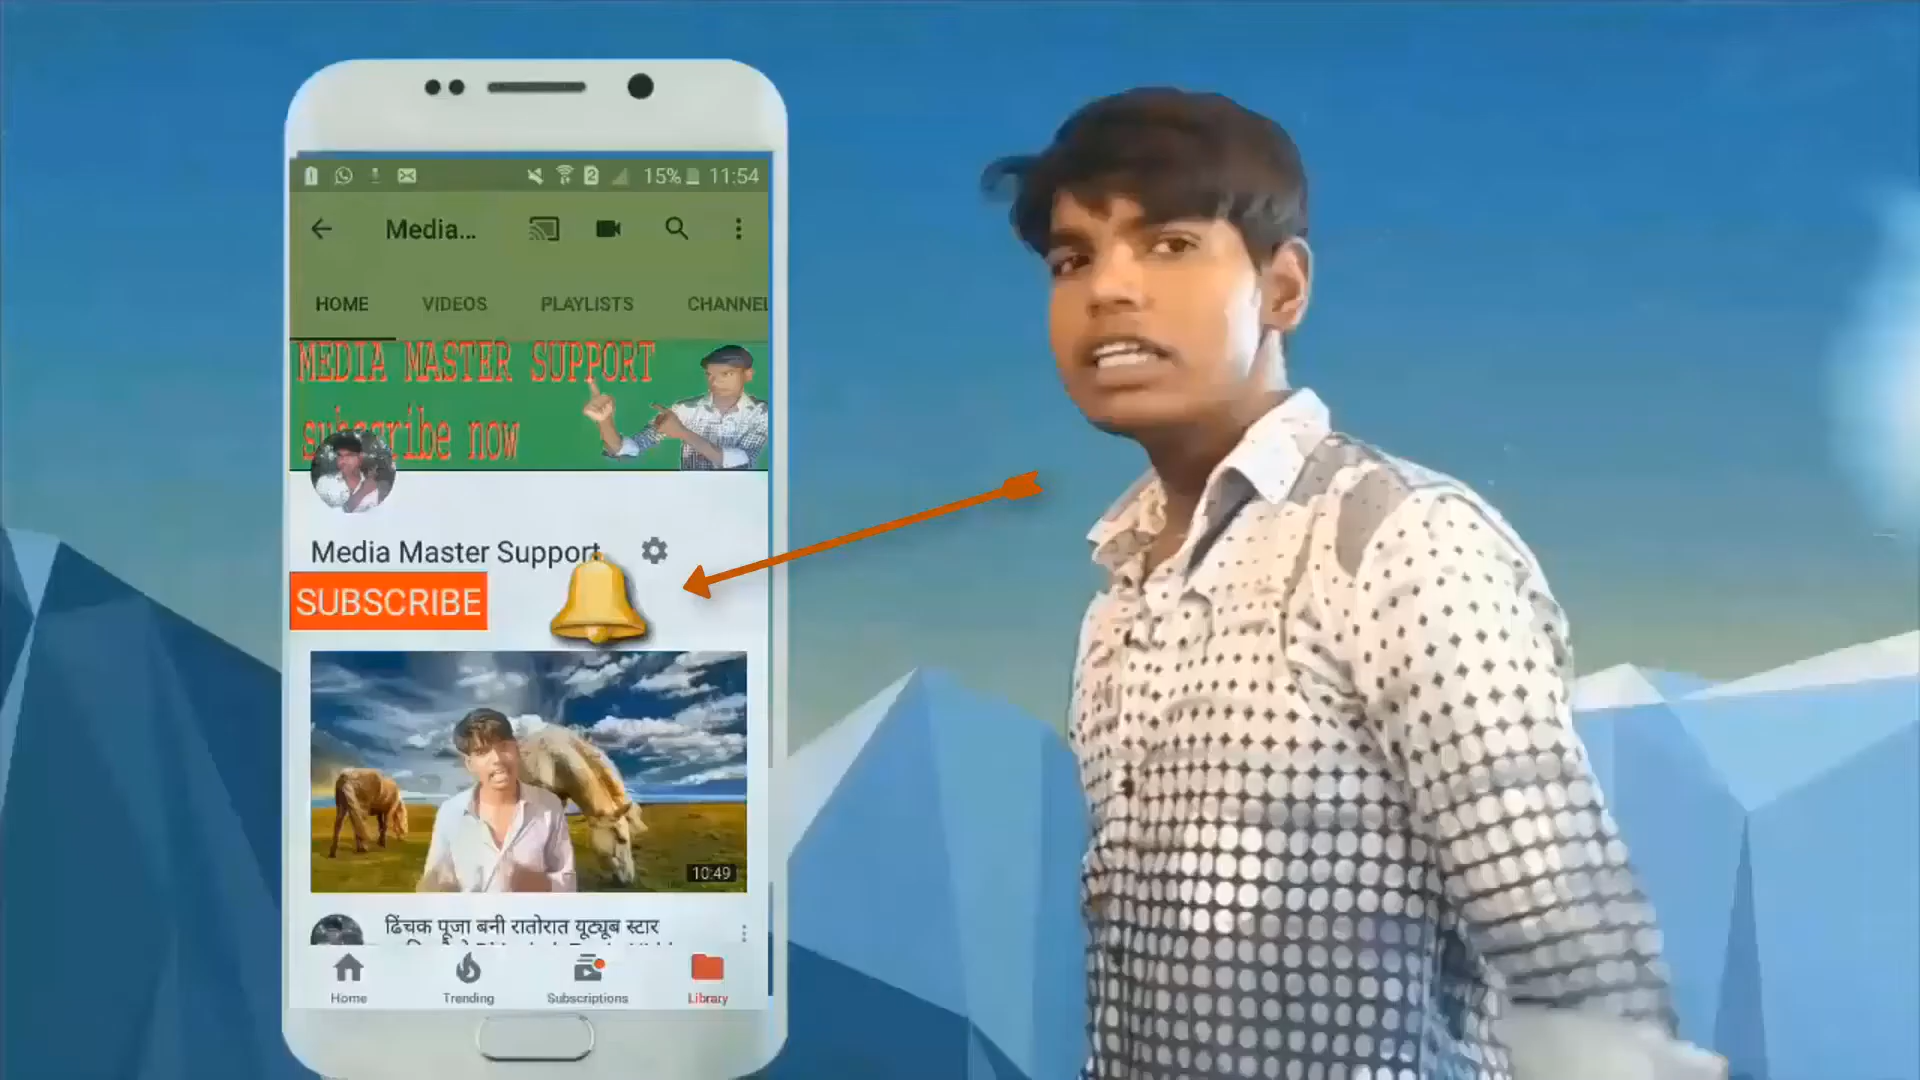 15% 11:54
Media...
HOME VIDEOS PLAYLISTS CHANNEL
MEDIA MASTER SUPPORT
subscribe now
Media Master Support
SUBSCRIBE
10:49
ढिंचक पूजा बनी रातोरात यूट्यूब स्टार
Home Trending Subscriptions Library